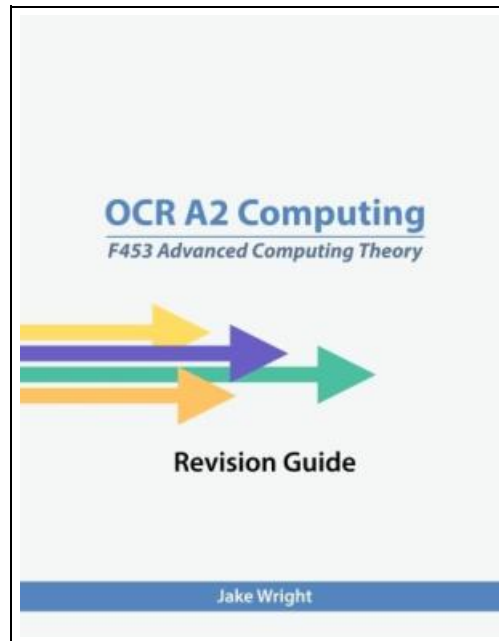 OCR A2 Computing
F453 Advanced Computing Theory
Revision Guide
Jake Wright